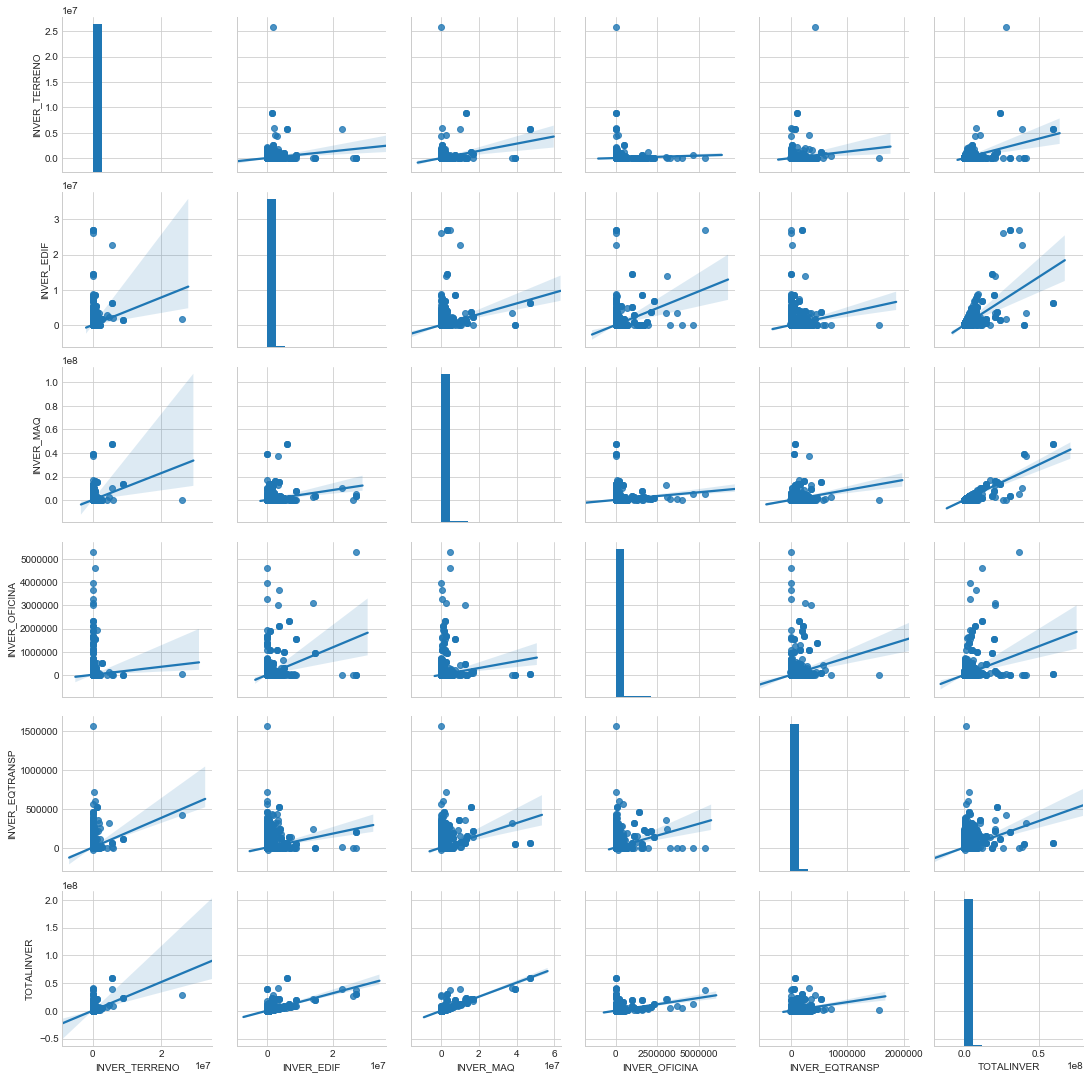 1e7
2.5
2.0
1.5
1.0
0.5
0.0
INVER_TERRENO
1e7
3
2
1
0
INVER_EDIF
1e8
1.0
0.8
0.6
0.4
0.2
0.0
INVER_MAQ
5000000
4000000
3000000
2000000
1000000
0
INVER_OFICINA
1500000
1000000
500000
0
INVER_EQTRANSP
1e8
2.0
1.5
1.0
0.5
0.0
−0.5
TOTALINVER
0 2 0 2 0 2 4 6 0 2500000 5000000 0 1000000 2000000 0.0 0.5
INVER_TERRENO 1e7 INVER_EDIF 1e7 INVER_MAQ 1e7 INVER_OFICINA INVER_EQTRANSP TOTALINVER 1e8